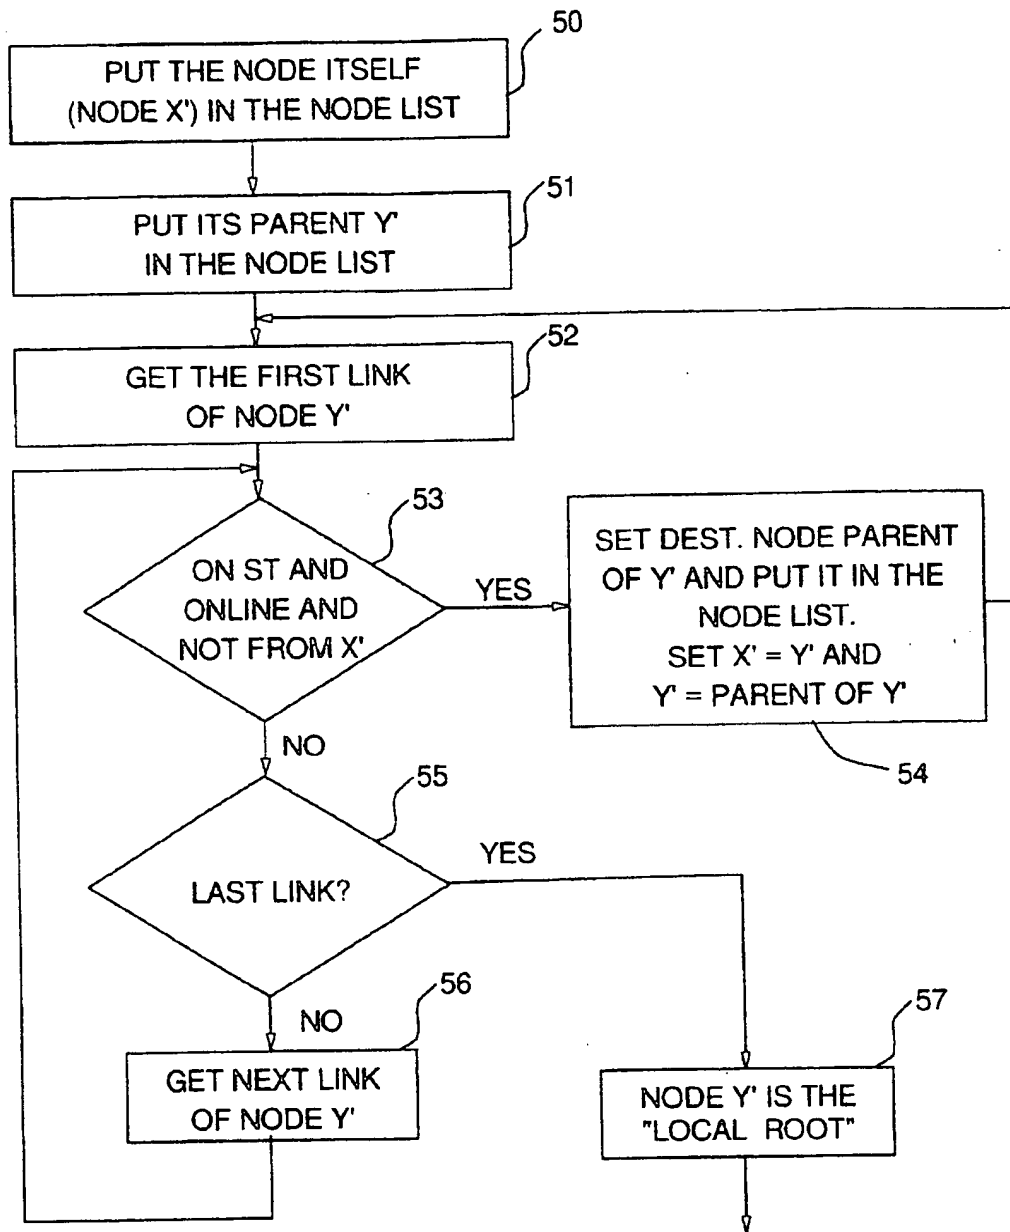 50
PUT THE NODE ITSELF
(NODE X') IN THE NODE LIST
51
PUT ITS PARENT Y'
IN THE NODE LIST
52
GET THE FIRST LINK
OF NODE Y'
53
ON ST AND
ONLINE AND
NOT FROM X'
YES
SET DEST. NODE PARENT
OF Y' AND PUT IT IN THE
NODE LIST.
SET X' = Y' AND
Y' = PARENT OF Y'
54
NO
55
LAST LINK?
YES
NO
56
GET NEXT LINK
OF NODE Y'
57
NODE Y' IS THE
"LOCAL ROOT"